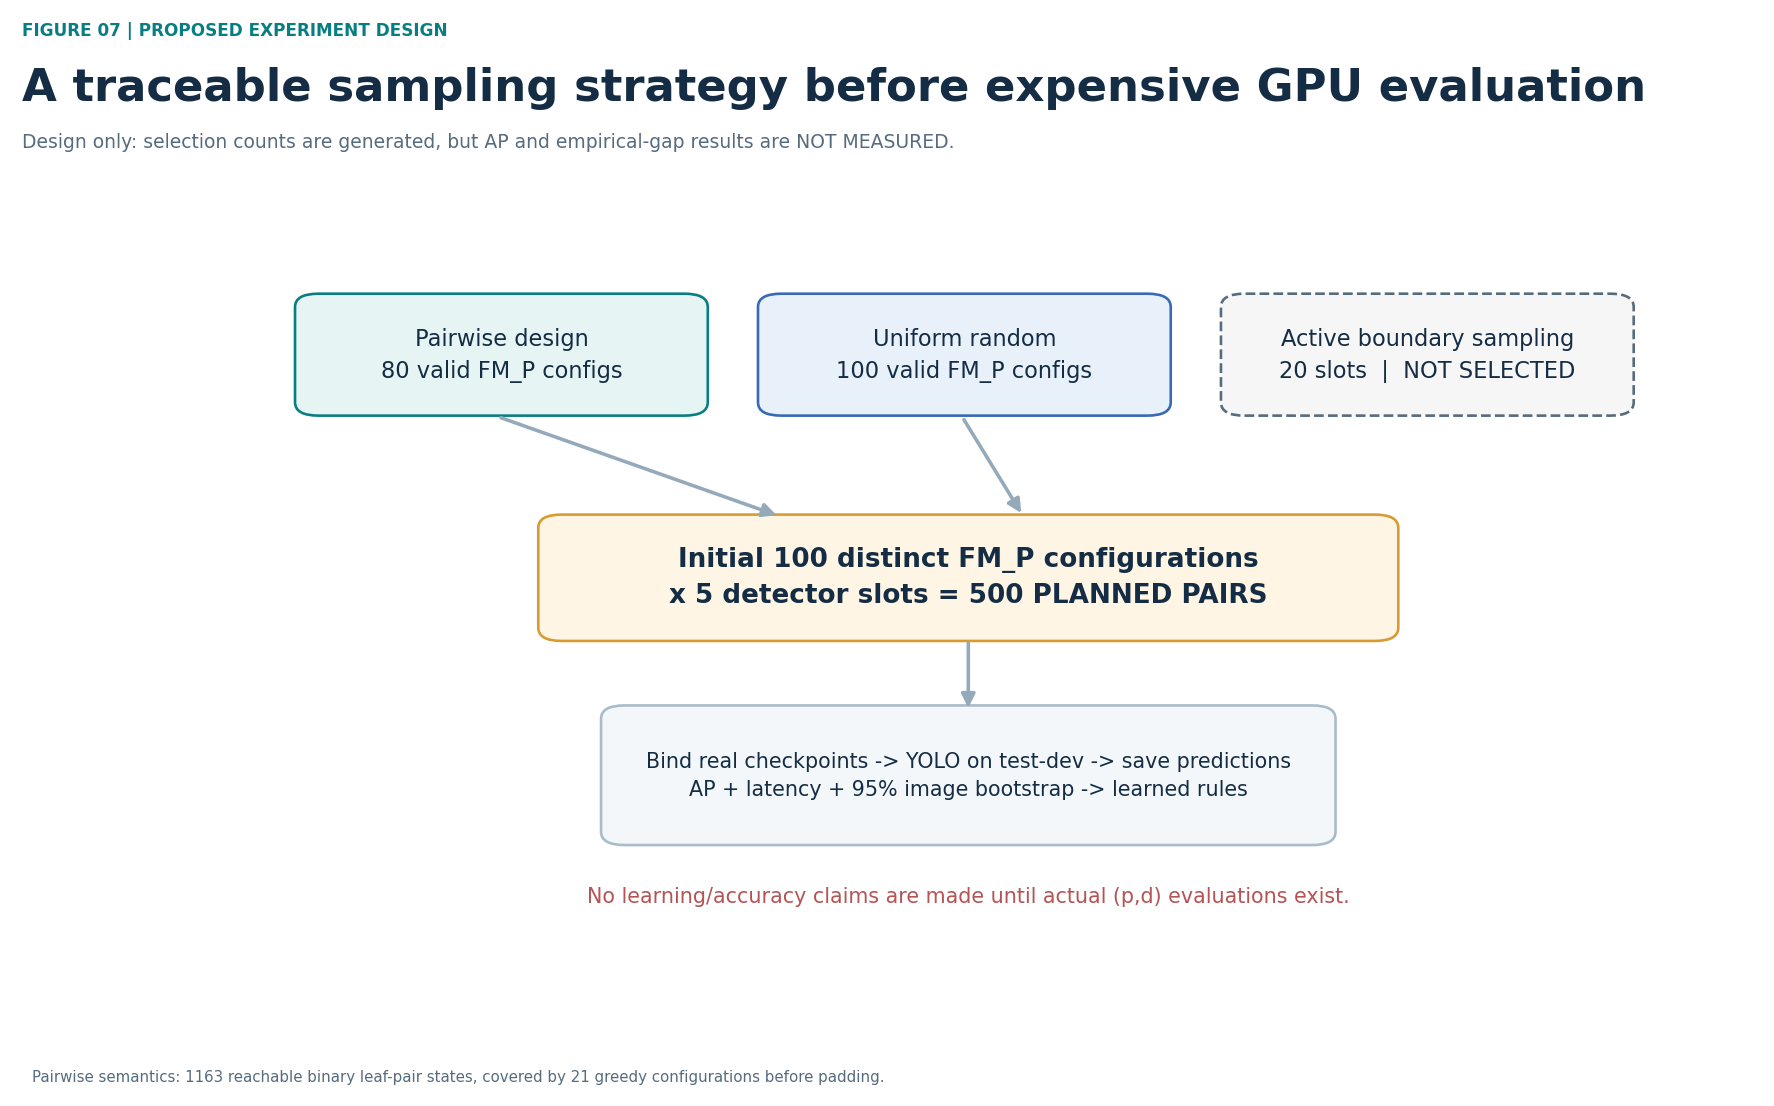 FIGURE 07 | PROPOSED EXPERIMENT DESIGN
A traceable sampling strategy before expensive GPU evaluation
Design only: selection counts are generated, but AP and empirical-gap results are NOT MEASURED.
Pairwise design
80 valid FM_P configs
Uniform random
100 valid FM_P configs
Active boundary sampling
20 slots | NOT SELECTED
Initial 100 distinct FM_P configurations
x 5 detector slots = 500 PLANNED PAIRS
Bind real checkpoints -> YOLO on test-dev -> save predictions
AP + latency + 95% image bootstrap -> learned rules
No learning/accuracy claims are made until actual (p,d) evaluations exist.
Pairwise semantics: 1163 reachable binary leaf-pair states, covered by 21 greedy configurations before padding.